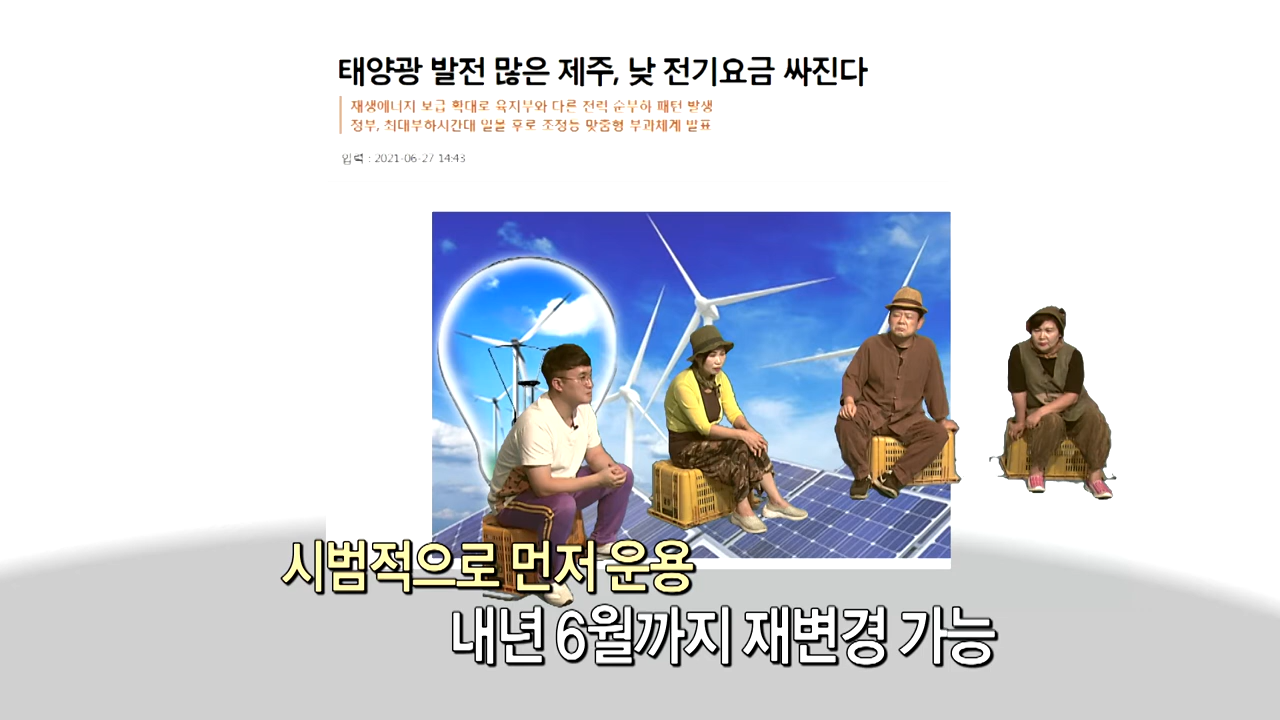 태양광 발전 많은 제주, 낮 전기요금 싸진다
재생에너지 보급 확대로 육지부와 다른 전력 순부하 패턴 발생
정부, 최대부하시간대 일몰 후로 조정등 맞춤형 부과체계 발표
입력 : 2021-06-27 14:43
시범적으로 먼저 운용
내년 6월까지 재변경 가능